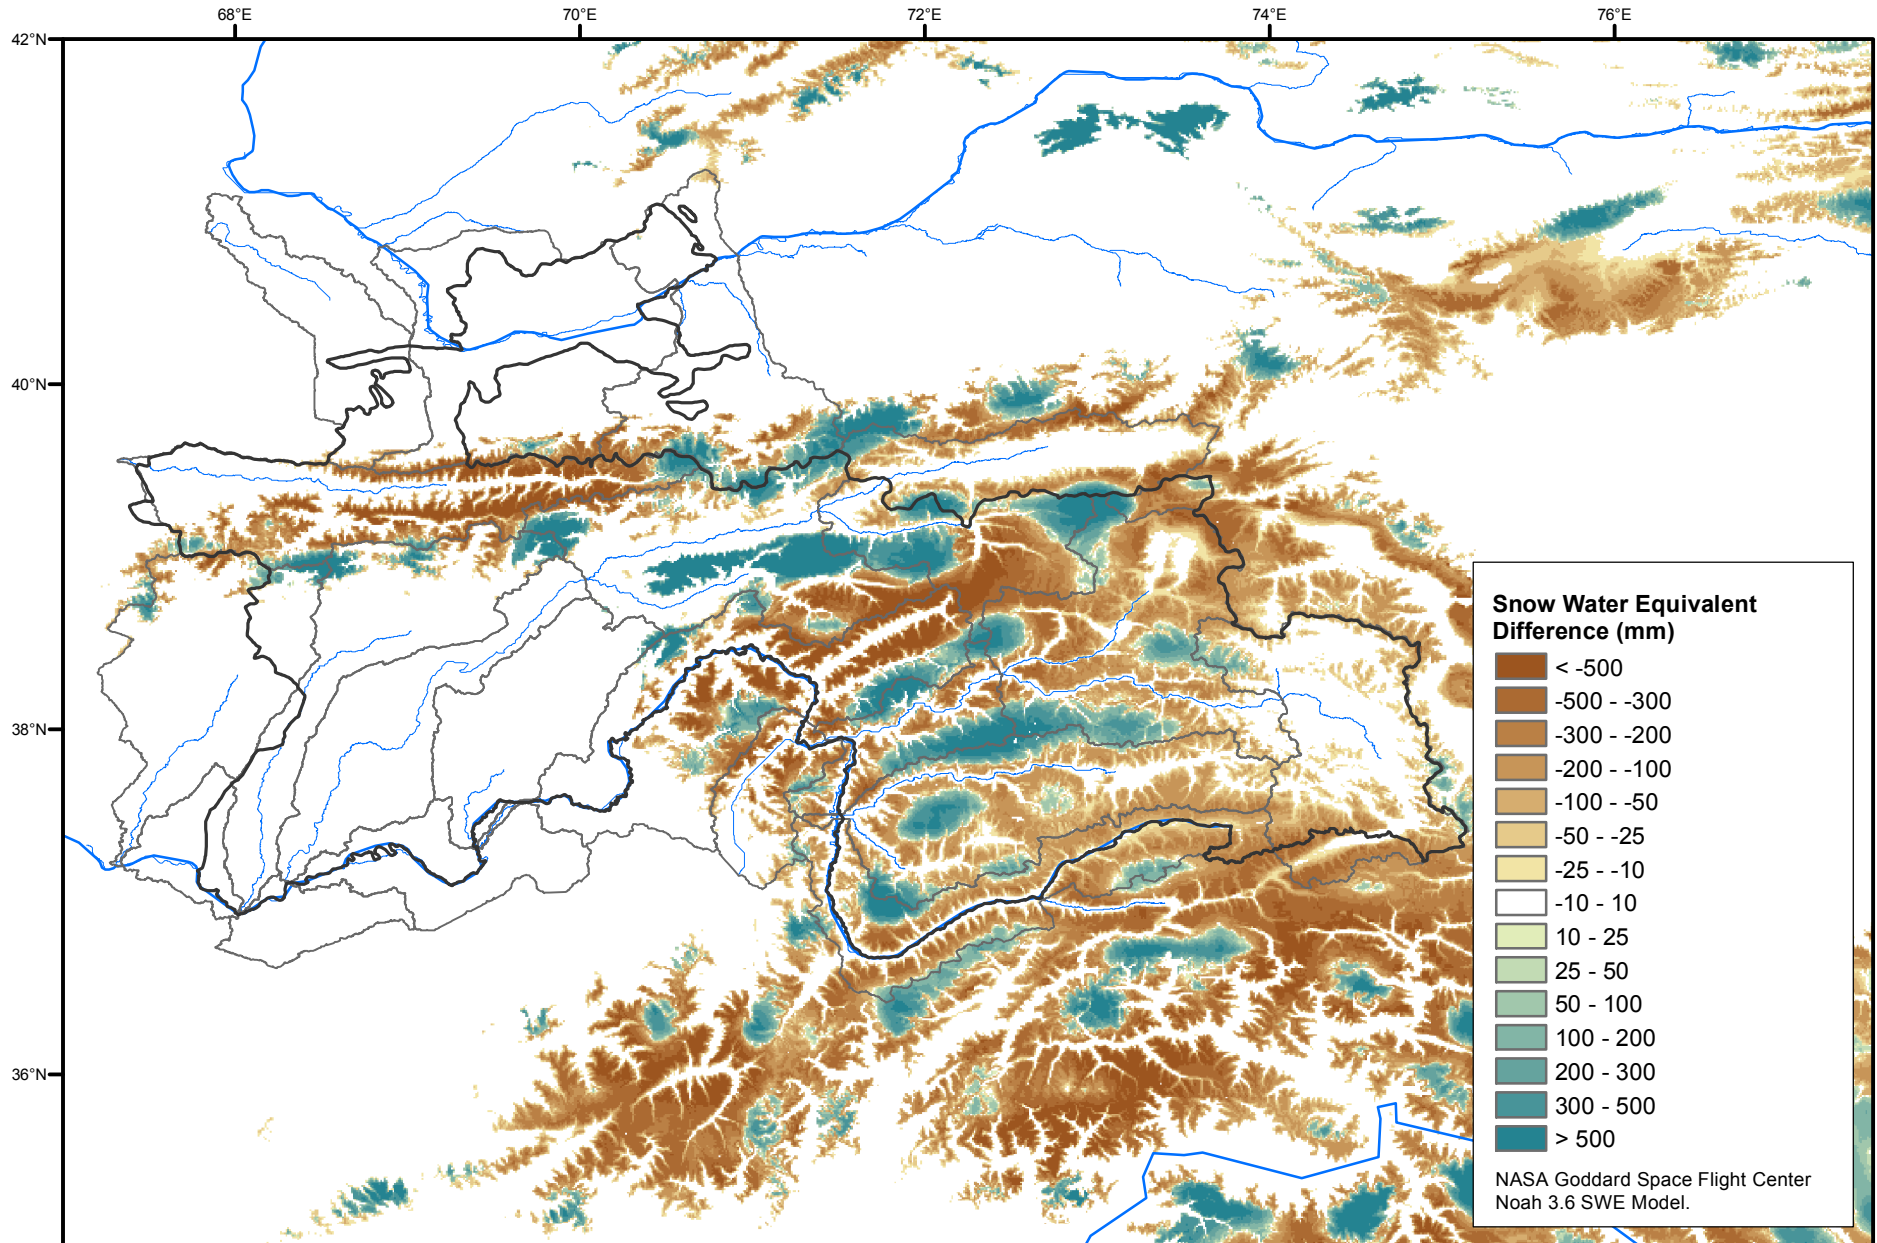 68°E
70°E
72°E
74°E
76°E
42°N
40°N
38°N
36°N
Snow Water Equivalent
Difference (mm)
< -500
-500 - -300
-300 - -200
-200 - -100
-100 - -50
-50 - -25
-25 - -10
-10 - 10
10 - 25
25 - 50
50 - 100
100 - 200
200 - 300
300 - 500
> 500
NASA Goddard Space Flight Center
Noah 3.6 SWE Model.